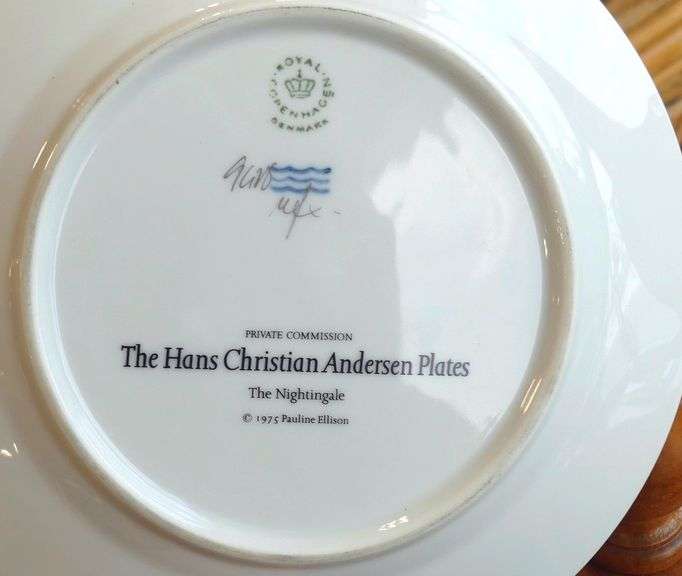 ROYAL
COPENHAGEN
DENMARK
PRIVATE COMMISSION
The Hans Christian Andersen Plates
The Nightingale
© 1975 Pauline Ellison